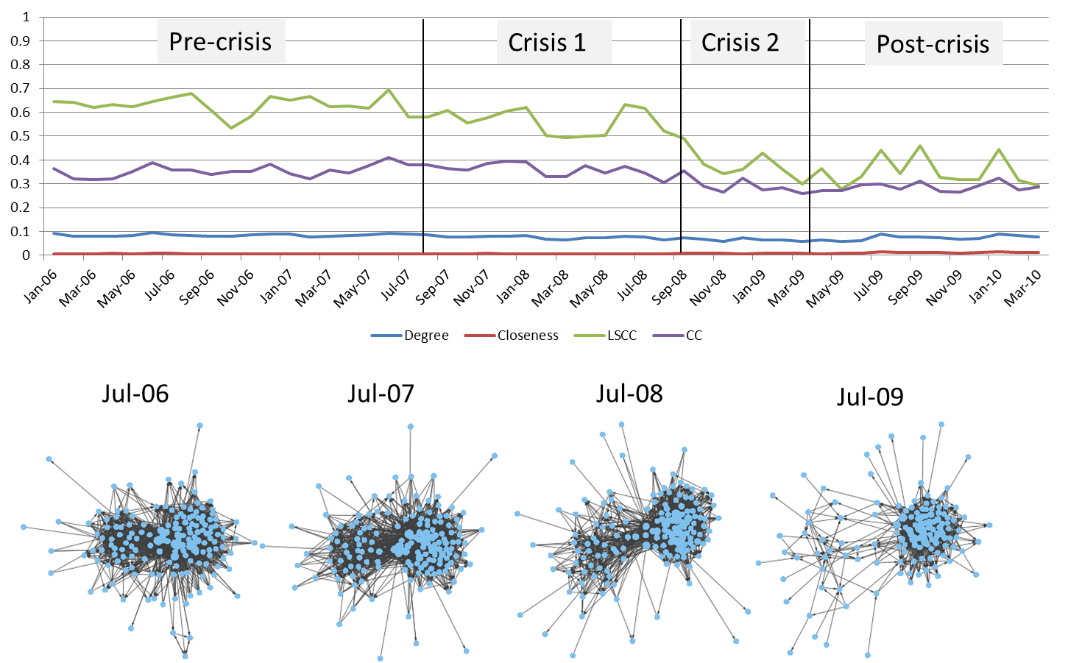 1
0.9
0.8
0.7
0.6
0.5
0.4
0.3
0.2
0.1
0
Pre-crisis
Crisis 1
Crisis 2
Post-crisis
Jan-06 Mar-06 May-06 Jul-06 Sep-06 Nov-06 Jan-07 Mar-07 May-07 Jul-07 Sep-07 Nov-07 Jan-08 Mar-08 May-08 Jul-08 Sep-08 Nov-08 Jan-09 Mar-09 May-09 Jul-09 Sep-09 Nov-09 Jan-10 Mar-10
Degree Closeness LSCC CC
Jul-06 Jul-07 Jul-08 Jul-09